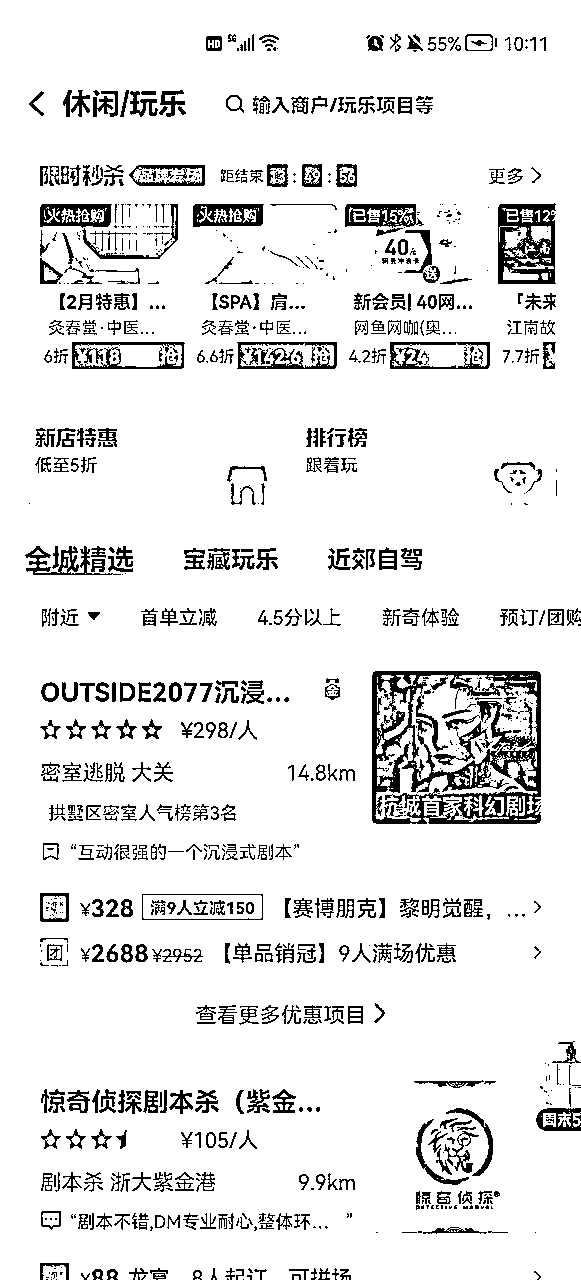 HD 5G 55% 10:11
休闲/玩乐 输入商户/玩乐项目等
限时秒杀 距结束 : : 56 更多
火热抢购 火热抢购 已售15% 已售12%
40元
【2月特惠】... 【SPA】肩... 新会员| 40网... 「未来
灸春堂·中医... 灸春堂·中医... 网鱼网咖(奥... 江南故
6折 ¥118 抢 6.6折 ¥142.6 抢 4.2折 ¥24 抢 7.7折
新店特惠 排行榜
低至5折 跟着玩
全城精选 宝藏玩乐 近郊自驾
附近 首单立减 4.5分以上 新奇体验 预订/团购
OUTSIDE2077沉浸...
¥298/人
密室逃脱 大关 14.8km
杭城首家科幻剧场
拱墅区密室人气榜第3名
“互动很强的一个沉浸式剧本”
¥328 满9人立减150 【赛博朋克】黎明觉醒，...
团 ¥2688 ¥2952 【单品销冠】9人满场优惠
查看更多优惠项目
惊奇侦探剧本杀（紫金...
¥105/人
剧本杀 浙大紫金港 9.9km
惊奇侦探®
DETECTIVE MARVEL
周末5
“剧本不错,DM专业耐心,整体环... ”
¥88 龙宫 8人起订 可拼场